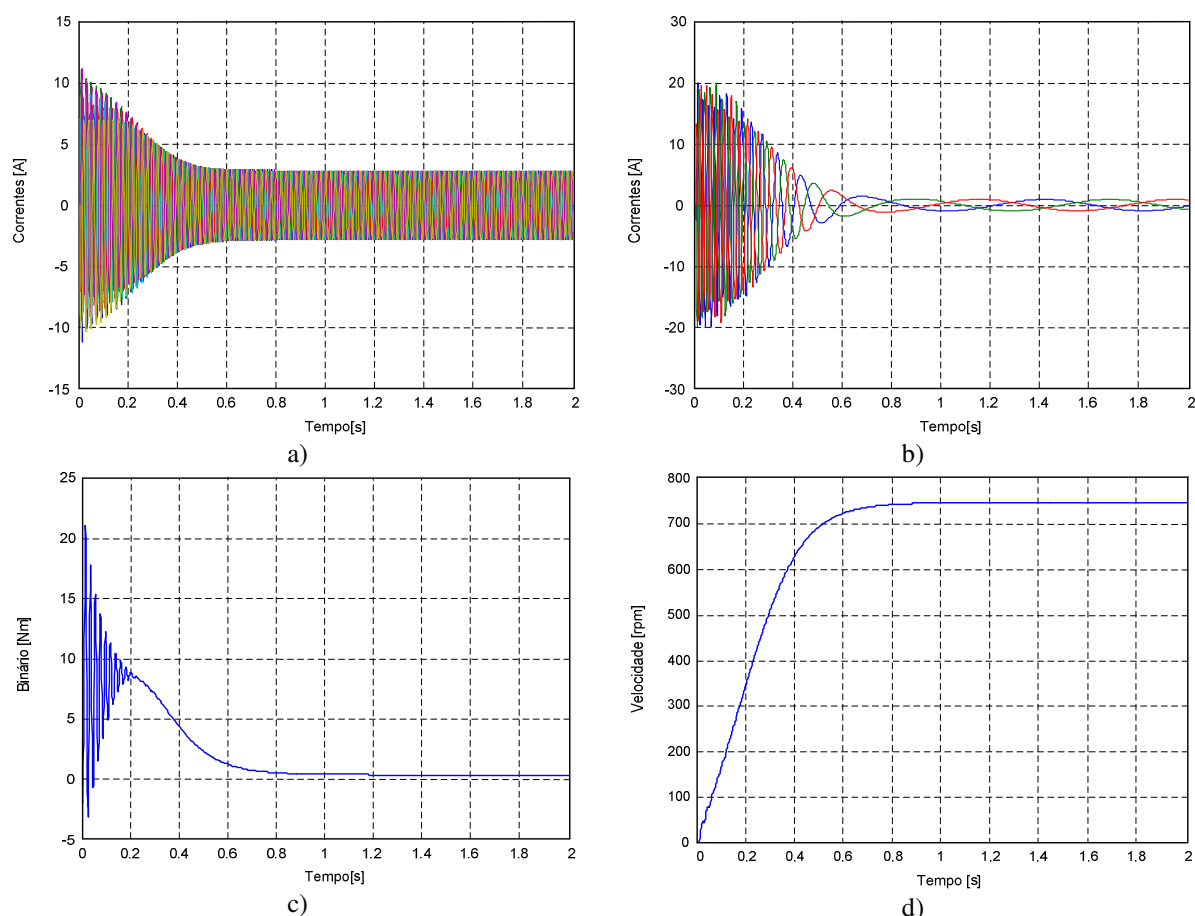 15
10
5
0
-5
-10
-15
Correntes [A]
0 0.2 0.4 0.6 0.8 1 1.2 1.4 1.6 1.8 2
Tempo[s]
a)
30
20
10
0
-10
-20
-30
Correntes [A]
0 0.2 0.4 0.6 0.8 1 1.2 1.4 1.6 1.8 2
Tempo[s]
b)
25
20
15
10
5
0
-5
Binário [Nm]
0 0.2 0.4 0.6 0.8 1 1.2 1.4 1.6 1.8 2
Tempo[s]
c)
800
700
600
500
400
300
200
100
0
Velocidade [rpm]
0 0.2 0.4 0.6 0.8 1 1.2 1.4 1.6 1.8 2
Tempo [s]
d)